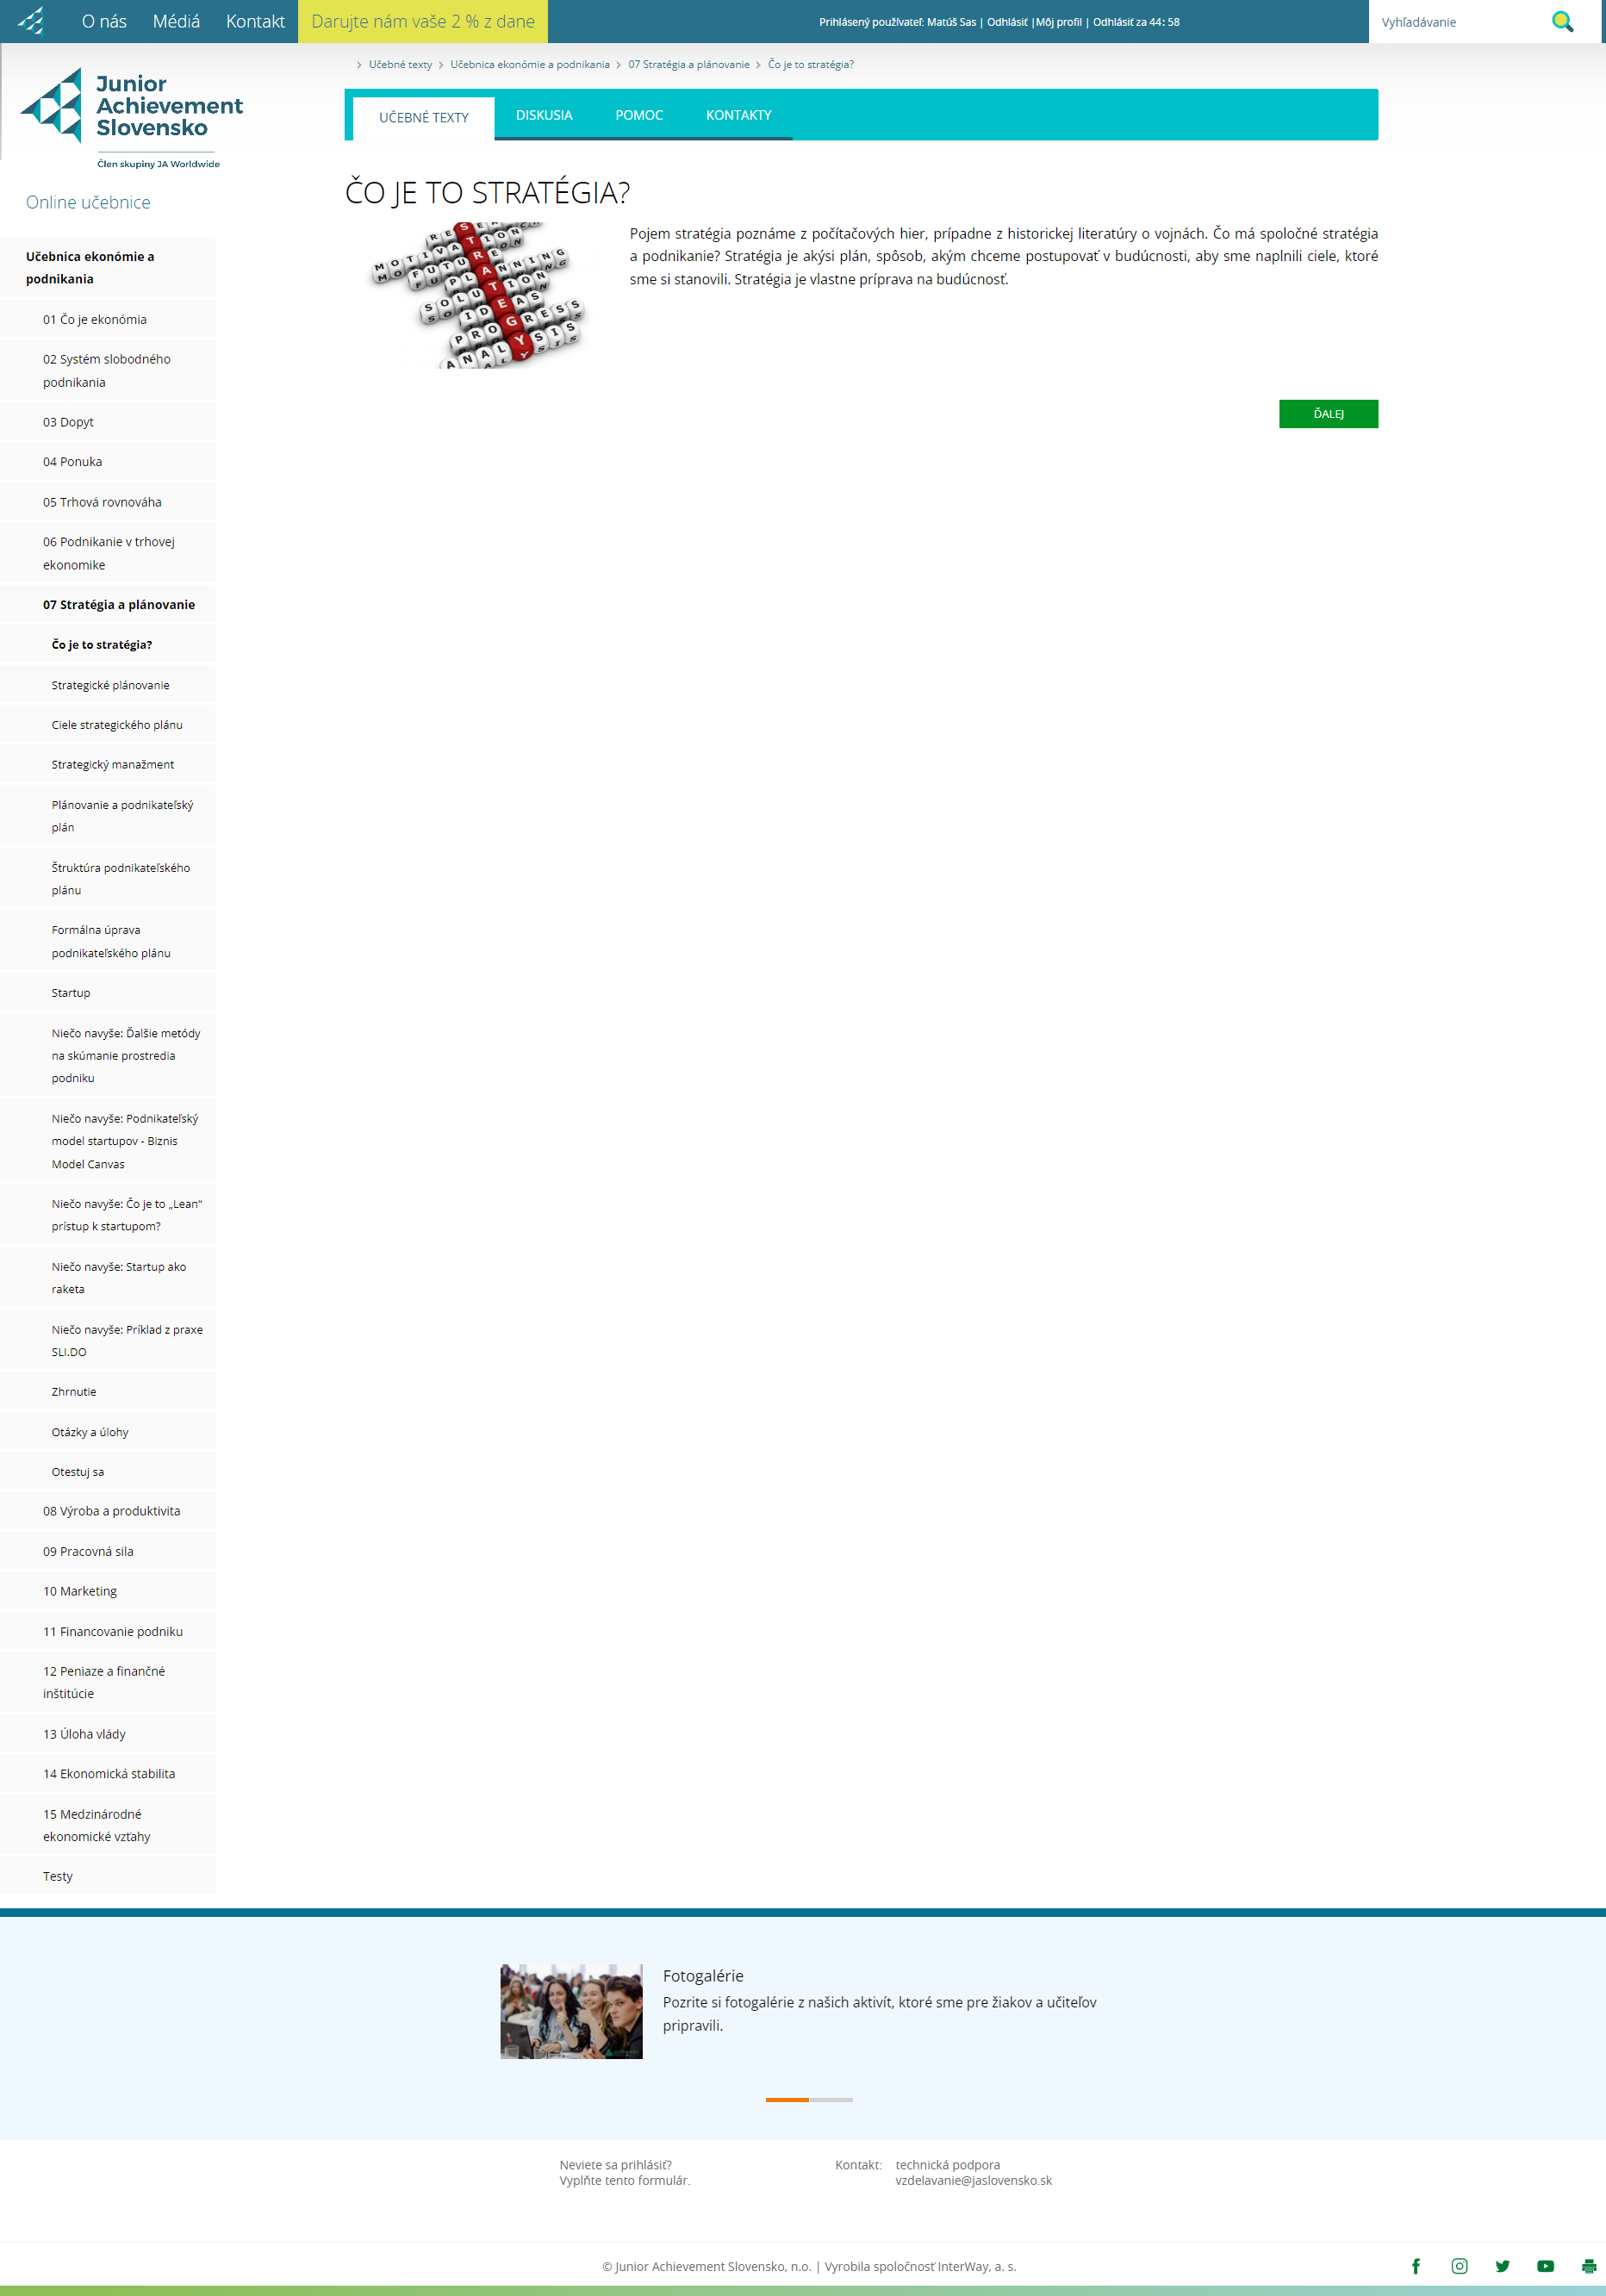 O nás Médiá Kontakt Darujte nám vaše 2 % z dane Prihlásený používateľ: Matúš Sas | Odhlásiť |Môj profil | Odhlásiť za 44: 58 Vyhľadávanie
Učebné texty Učebnica ekonómie a podnikania 07 Stratégia a plánovanie Čo je to stratégia?
Junior
Achievement
Slovensko
Člen skupiny JA Worldwide
UČEBNÉ TEXTY DISKUSIA POMOC KONTAKTY
Online učebnice
Učebnica ekonómie a
podnikania
01 Čo je ekonómia
02 Systém slobodného
podnikania
03 Dopyt
04 Ponuka
05 Trhová rovnováha
06 Podnikanie v trhovej
ekonomike
07 Stratégia a plánovanie
Čo je to stratégia?
Strategické plánovanie
Ciele strategického plánu
Strategický manažment
Plánovanie a podnikateľský
plán
Štruktúra podnikateľského
plánu
Formálna úprava
podnikateľského plánu
Startup
Niečo navyše: Ďalšie metódy
na skúmanie prostredia
podniku
Niečo navyše: Podnikateľský
model startupov - Biznis
Model Canvas
Niečo navyše: Čo je to „Lean“
prístup k startupom?
Niečo navyše: Startup ako
raketa
Niečo navyše: Príklad z praxe
SLI.DO
Zhrnutie
Otázky a úlohy
Otestuj sa
08 Výroba a produktivita
09 Pracovná sila
10 Marketing
11 Financovanie podniku
12 Peniaze a finančné
inštitúcie
13 Úloha vlády
14 Ekonomická stabilita
15 Medzinárodné
ekonomické vzťahy
Testy
ČO JE TO STRATÉGIA?
MOTIVATION
FUTURE
PLANNING
SOLUTION
IDEAS
PROGRESS
ANALYSIS
STRATEGY
Pojem stratégia poznáme z počítačových hier, prípadne z historickej literatúry o vojnách. Čo má spoločné stratégia
a podnikanie? Stratégia je akýsi plán, spôsob, akým chceme postupovať v budúcnosti, aby sme naplnili ciele, ktoré
sme si stanovili. Stratégia je vlastne príprava na budúcnosť.
ĎALEJ
Fotogalérie
Pozrite si fotogalérie z našich aktivít, ktoré sme pre žiakov a učiteľov
pripravili.
Neviete sa prihlásiť?
Vyplňte tento formulár.
Kontakt: technická podpora
vzdelavanie@jaslovensko.sk
© Junior Achievement Slovensko, n.o. | Vyrobila spoločnosť InterWay, a. s.